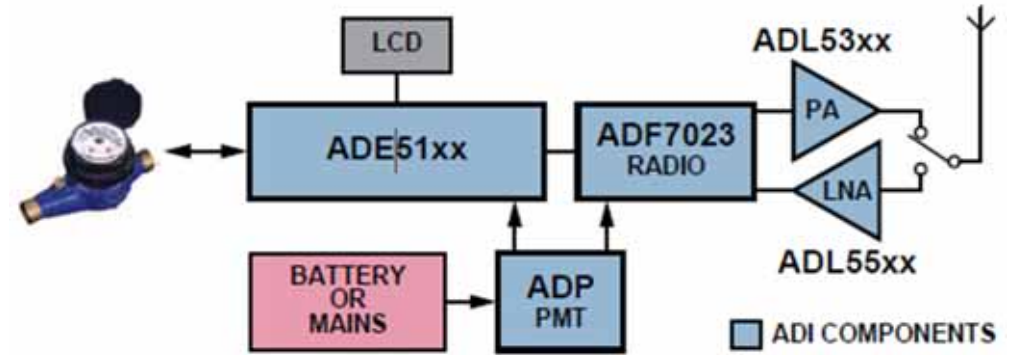 LCD
ADL53xx
ADE51xx
ADF7023
RADIO
PA
LNA
ADL55xx
BATTERY
OR
MAINS
ADP
PMT
ADI COMPONENTS